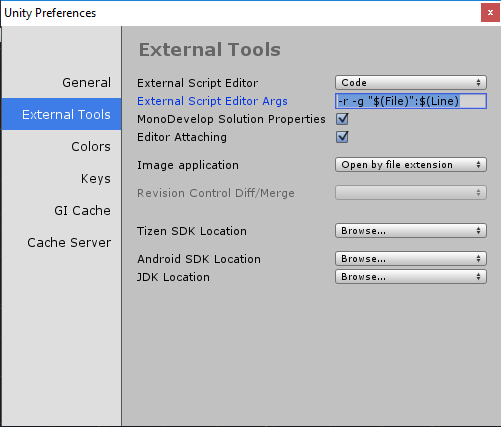 Unity Preferences
x
External Tools
General
External Tools
Colors
Keys
GI Cache
Cache Server
External Script Editor Code
External Script Editor Args -r -g "$(File)":$(Line)
MonoDevelop Solution Properties
Editor Attaching
Image application Open by file extension
Revision Control Diff/Merge
Tizen SDK Location Browse...
Android SDK Location Browse...
JDK Location Browse...